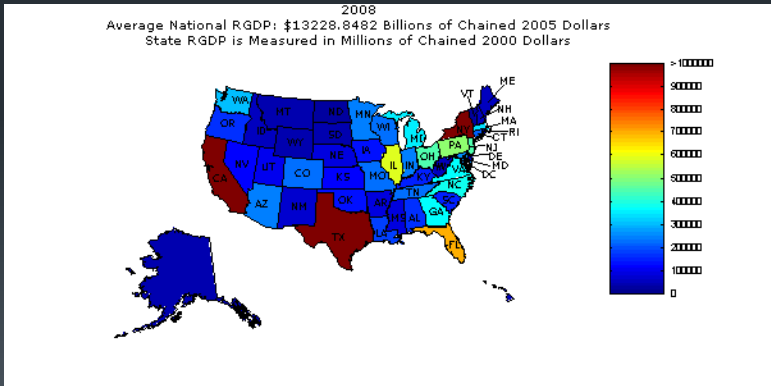 2008
Average National RGDP: $13228.8482 Billions of Chained 2005 Dollars
State RGDP is Measured in Millions of Chained 2000 Dollars
>1000000
900000
800000
700000
600000
500000
400000
300000
200000
100000
0
ME
VT
NH
MA
RI
CT
NJ
DE
MD
DC
WA
MT
ND
MN
OR
ID
SD
WI
MI
NY
WY
IA
PA
NE
OH
NV
UT
CO
IL
IN
VA
CA
KS
MO
KY
NC
TN
AZ
NM
OK
AR
SC
MS
AL
GA
TX
LA
FL